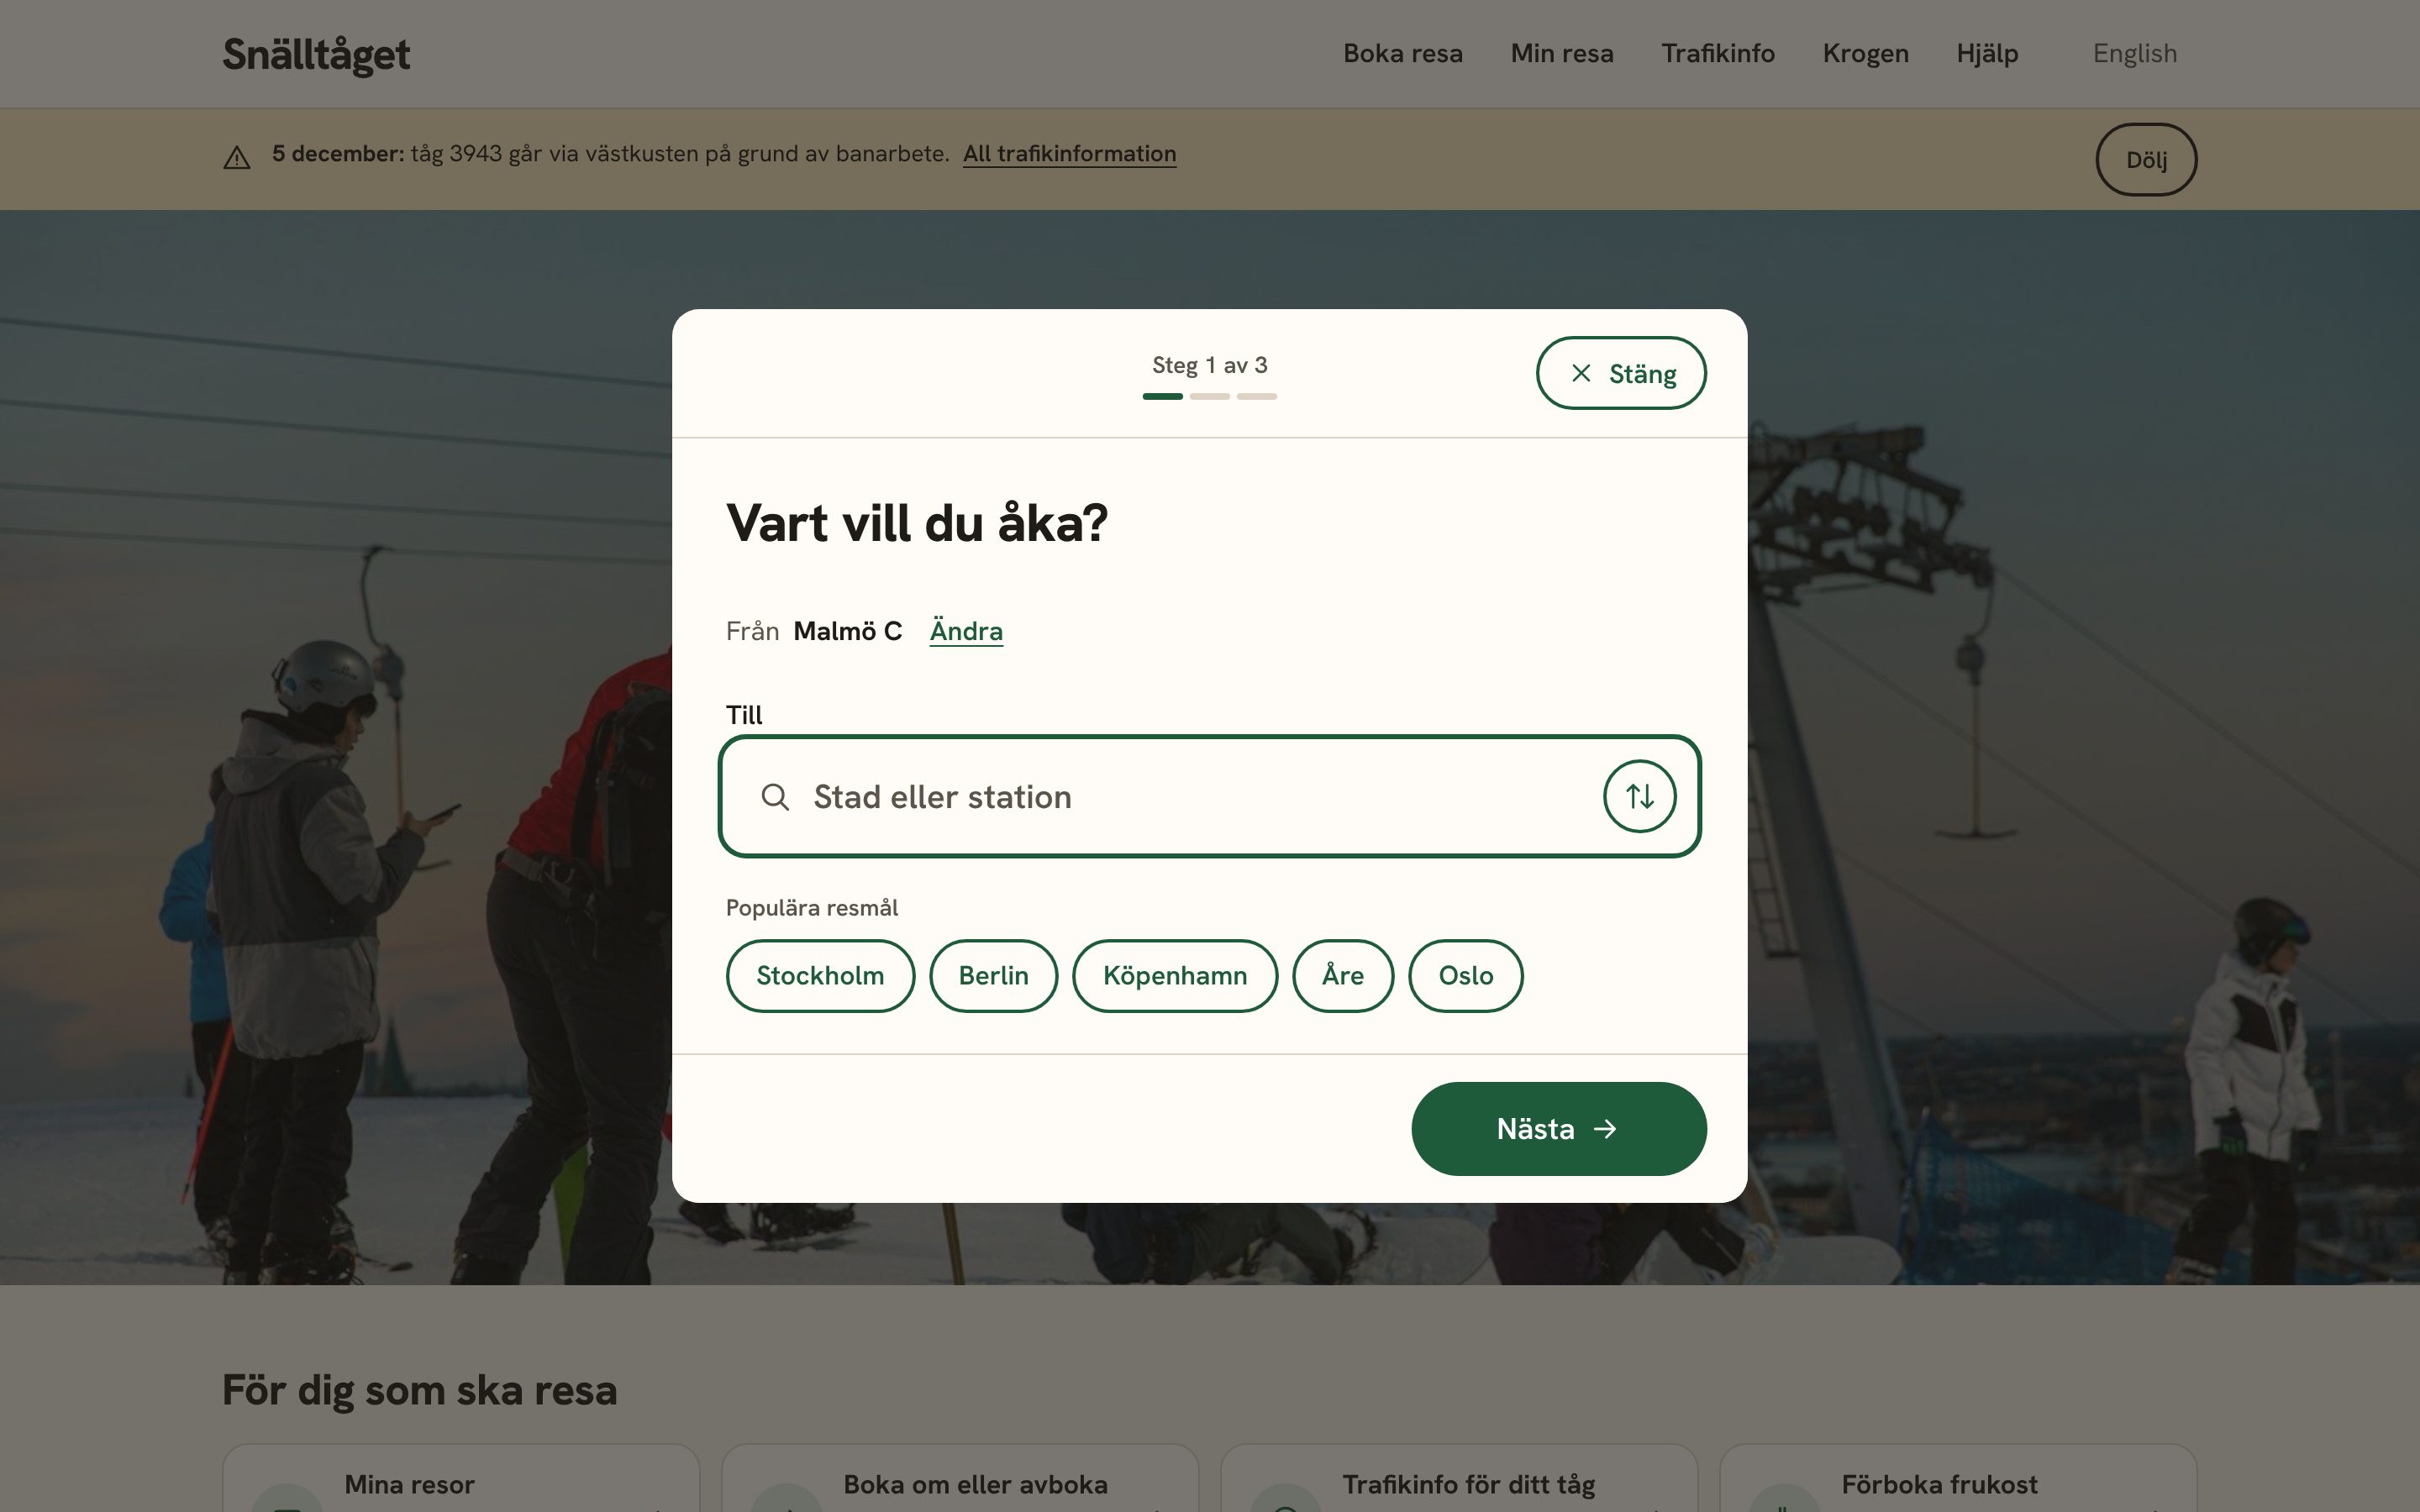 Snälltåget
Boka resa
Min resa
Trafikinfo
Krogen
Hjälp
English
5 december: tåg 3943 går via västkusten på grund av banarbete. All trafikinformation
Dölj
Steg 1 av 3
Stäng
Vart vill du åka?
Från Malmö C Ändra
Till
Stad eller station
Populära resmål
Stockholm
Berlin
Köpenhamn
Åre
Oslo
Nästa
För dig som ska resa
Mina resor
Boka om eller avboka
Trafikinfo för ditt tåg
Förboka frukost